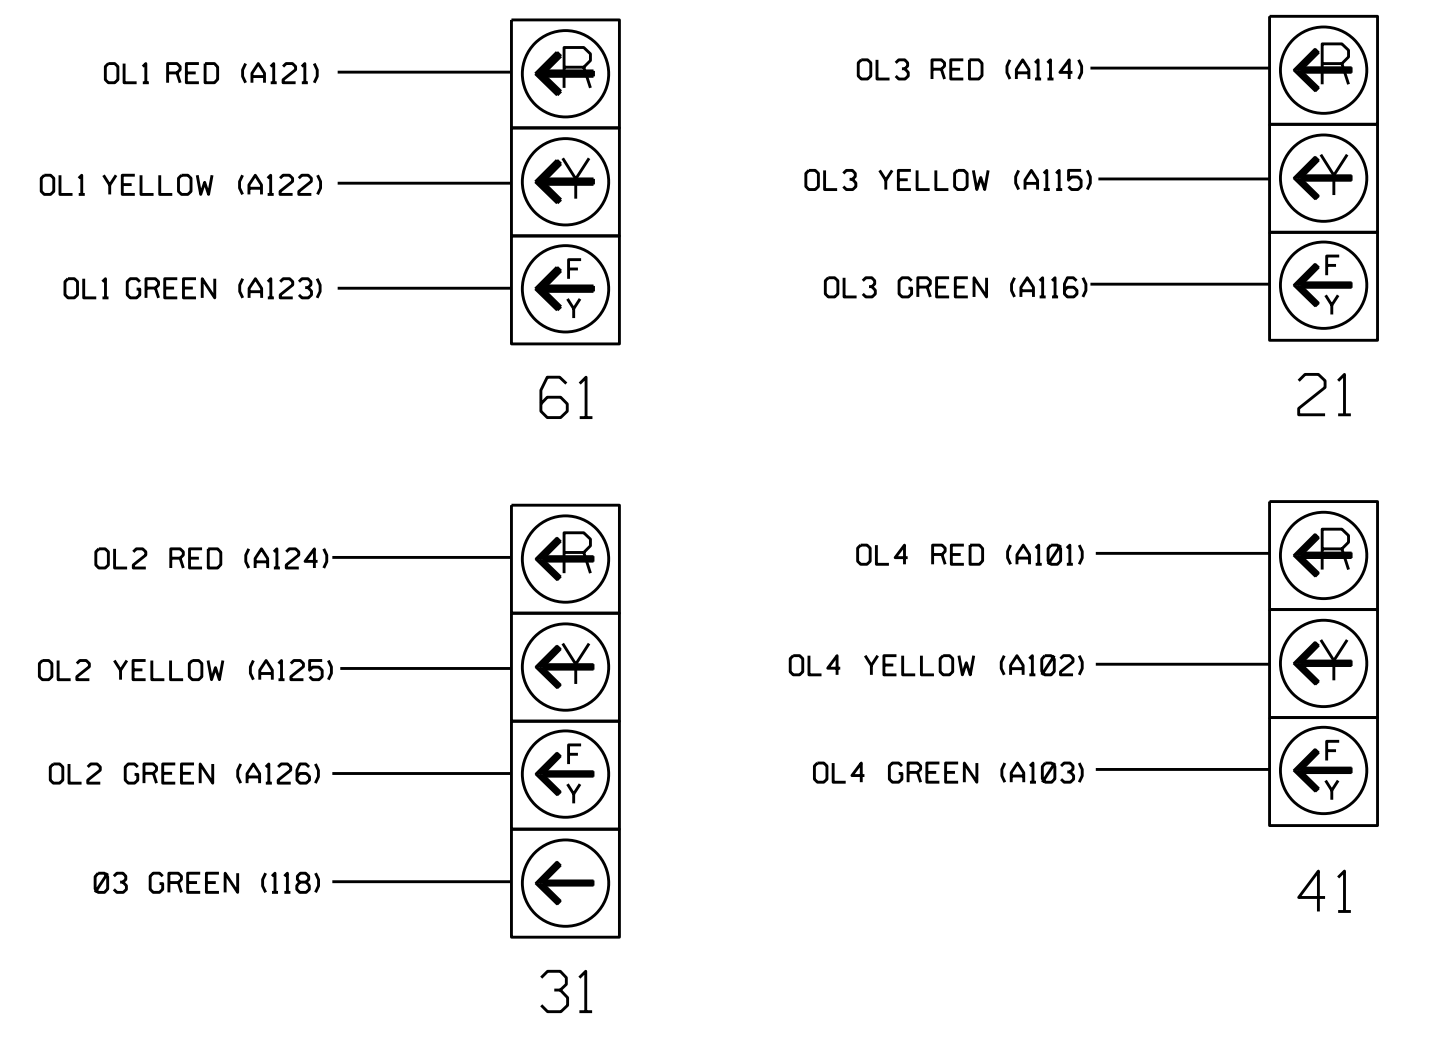 OL1 RED (A121)
R
OL1 YELLOW (A122)
Y
OL1 GREEN (A123)
F
Y
61
OL3 RED (A114)
R
OL3 YELLOW (A115)
Y
OL3 GREEN (A116)
F
Y
21
OL2 RED (A124)
R
OL2 YELLOW (A125)
Y
OL2 GREEN (A126)
F
Y
Ø3 GREEN (118)
31
OL4 RED (A101)
R
OL4 YELLOW (A102)
Y
OL4 GREEN (A103)
F
Y
41